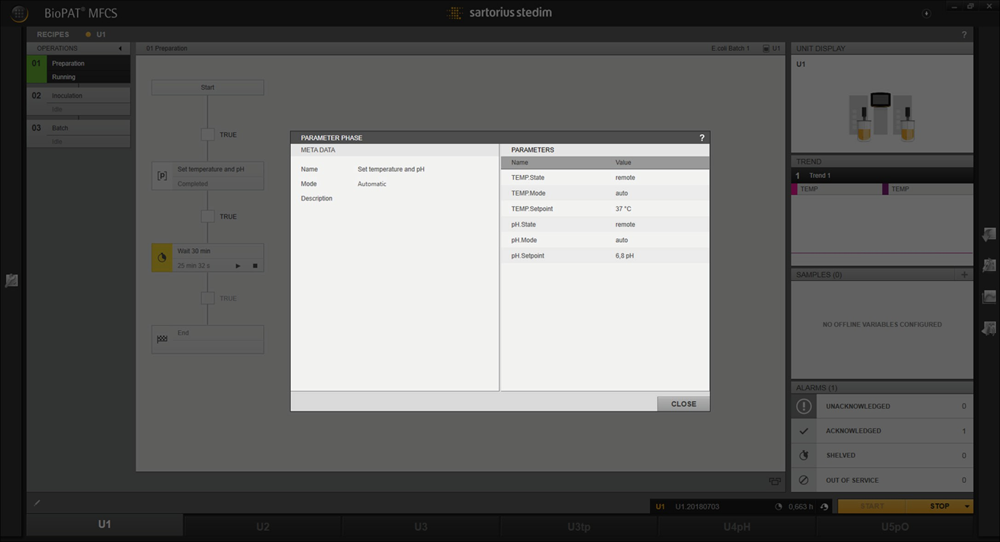 BioPAT® MFCS
sartorius stedim
RECIPES U1
?
OPERATIONS
01 Preparation
E.coli Batch 1
U1
UNIT DISPLAY
01 Preparation
Running
02 Inoculation
Idle
03 Batch
Idle
Start
TRUE
[p] Set temperature and pH
Completed
TRUE
Wait 30 min
25 min 32 s
TRUE
End
PARAMETER PHASE
?
META DATA
Name Set temperature and pH
Mode Automatic
Description
PARAMETERS
Name Value
TEMP.State remote
TEMP.Mode auto
TEMP.Setpoint 37 °C
pH.State remote
pH.Mode auto
pH.Setpoint 6,8 pH
CLOSE
U1
TREND
1 Trend 1
TEMP TEMP
SAMPLES (0) +
NO OFFLINE VARIABLES CONFIGURED
ALARMS (1)
UNACKNOWLEDGED 0
ACKNOWLEDGED 1
SHELVED 0
OUT OF SERVICE 0
U1 U1.20180703 0,663 h START STOP
U1 U2 U3 U3tp U4pH U5pO